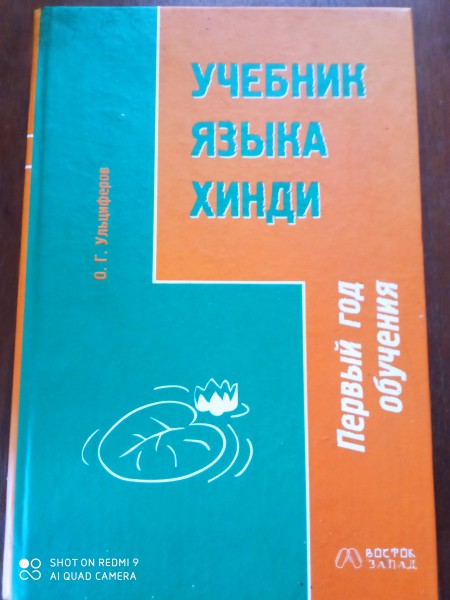 УЧЕБНИК
ЯЗЫКА
ХИНДИ
О. Г. Ульциферов
Первый год
обучения
ВОСТОК
ЗАПАД
SHOT ON REDMI 9
AI QUAD CAMERA